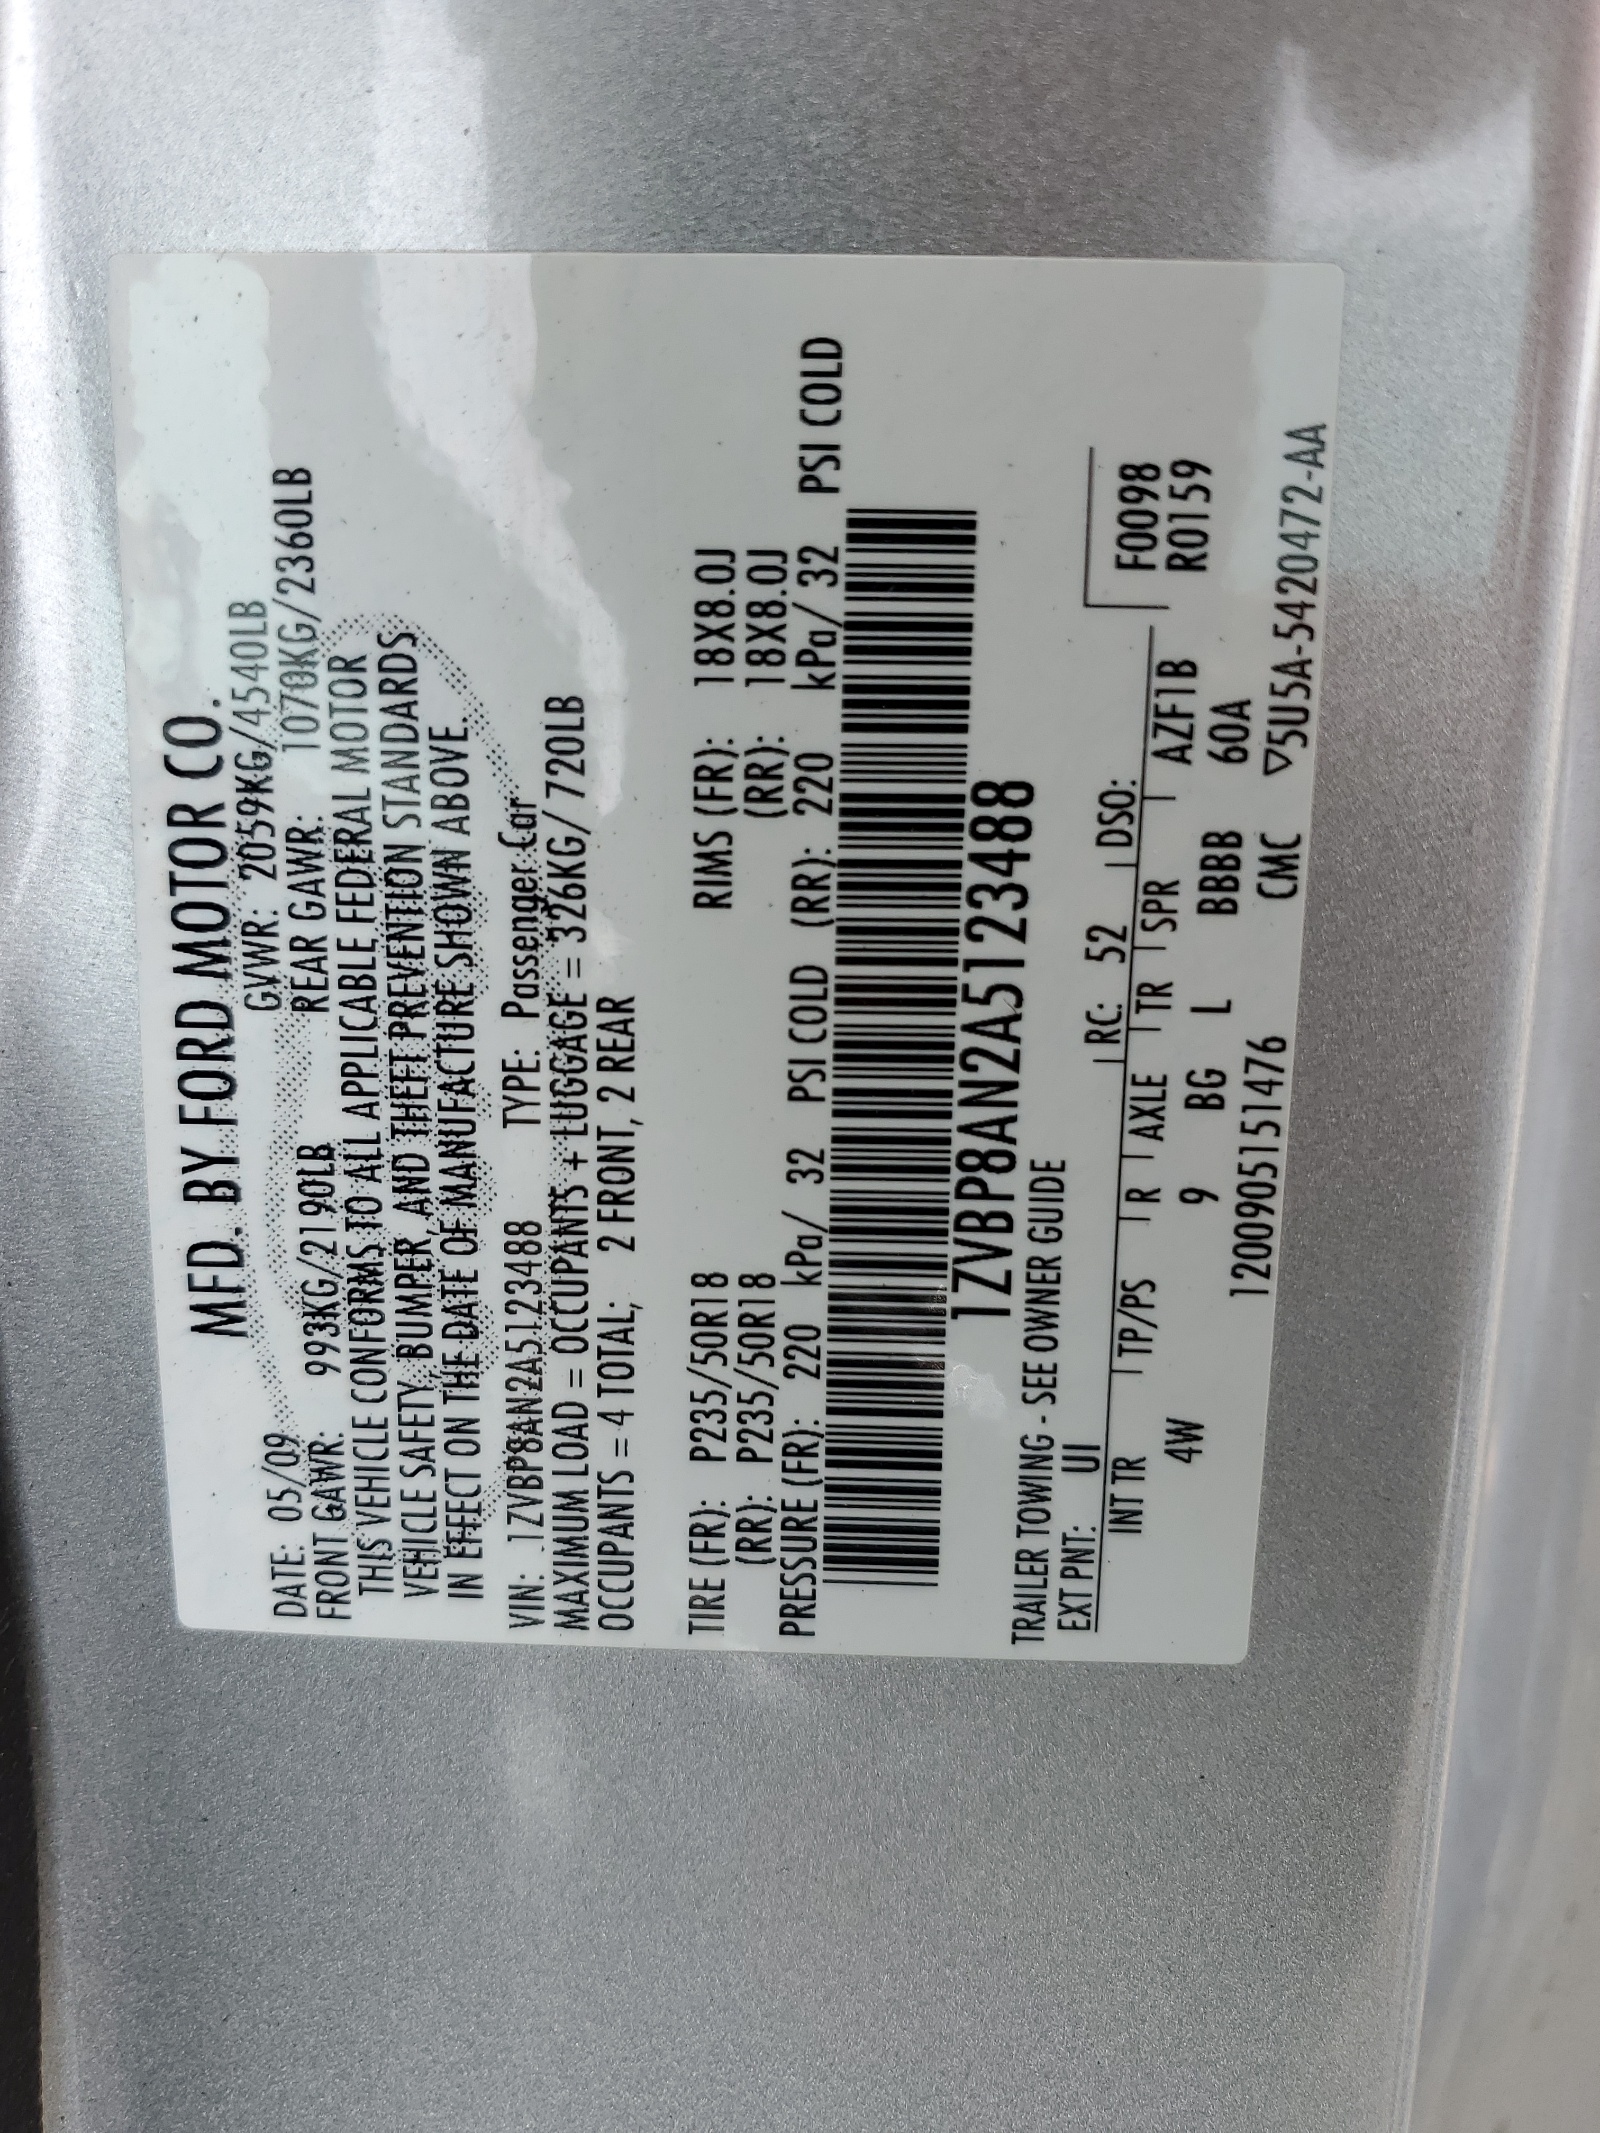 MFD. BY FORD MOTOR CO.
DATE: 05/09 GVWR: 2059KG/4540LB
FRONT GAWR: 993KG/2190LB REAR GAWR: 1070KG/2360LB
THIS VEHICLE CONFORMS TO ALL APPLICABLE FEDERAL MOTOR
VEHICLE SAFETY, BUMPER, AND THEFT PREVENTION STANDARDS
IN EFFECT ON THE DATE OF MANUFACTURE SHOWN ABOVE.
VIN: 1ZVBP8AN2A5123488 TYPE: Passenger Car
MAXIMUM LOAD = OCCUPANTS + LUGGAGE = 326KG/ 720LB
OCCUPANTS = 4 TOTAL; 2 FRONT, 2 REAR
TIRE (FR): P235/50R18 RIMS (FR): 18X8.0J
(RR): P235/50R18 (RR): 18X8.0J
PRESSURE (FR): 220 kPa/ 32 PSI COLD (RR): 220 kPa/ 32 PSI COLD
1ZVBP8AN2A5123488
TRAILER TOWING - SEE OWNER GUIDE
EXT PNT: UI RC: 52 DSO:
INT TR TP/PS R AXLE TR SPR AZF1B F0098
4W 9 BG L BBBB 60A R0159
1200905151476 CMC ▽5U5A-5420472-AA